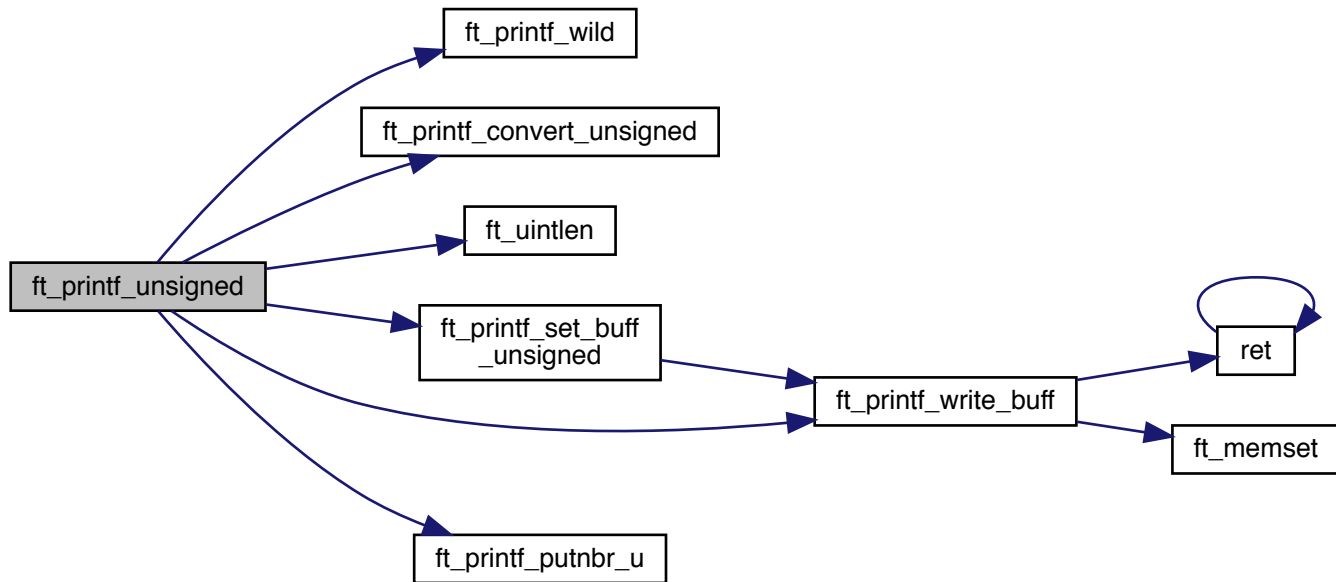 ft_printf_wild
ft_printf_convert_unsigned
ft_uintlen
ft_printf_unsigned
ft_printf_set_buff
_unsigned
ret
ft_printf_write_buff
ft_memset
ft_printf_putnbr_u